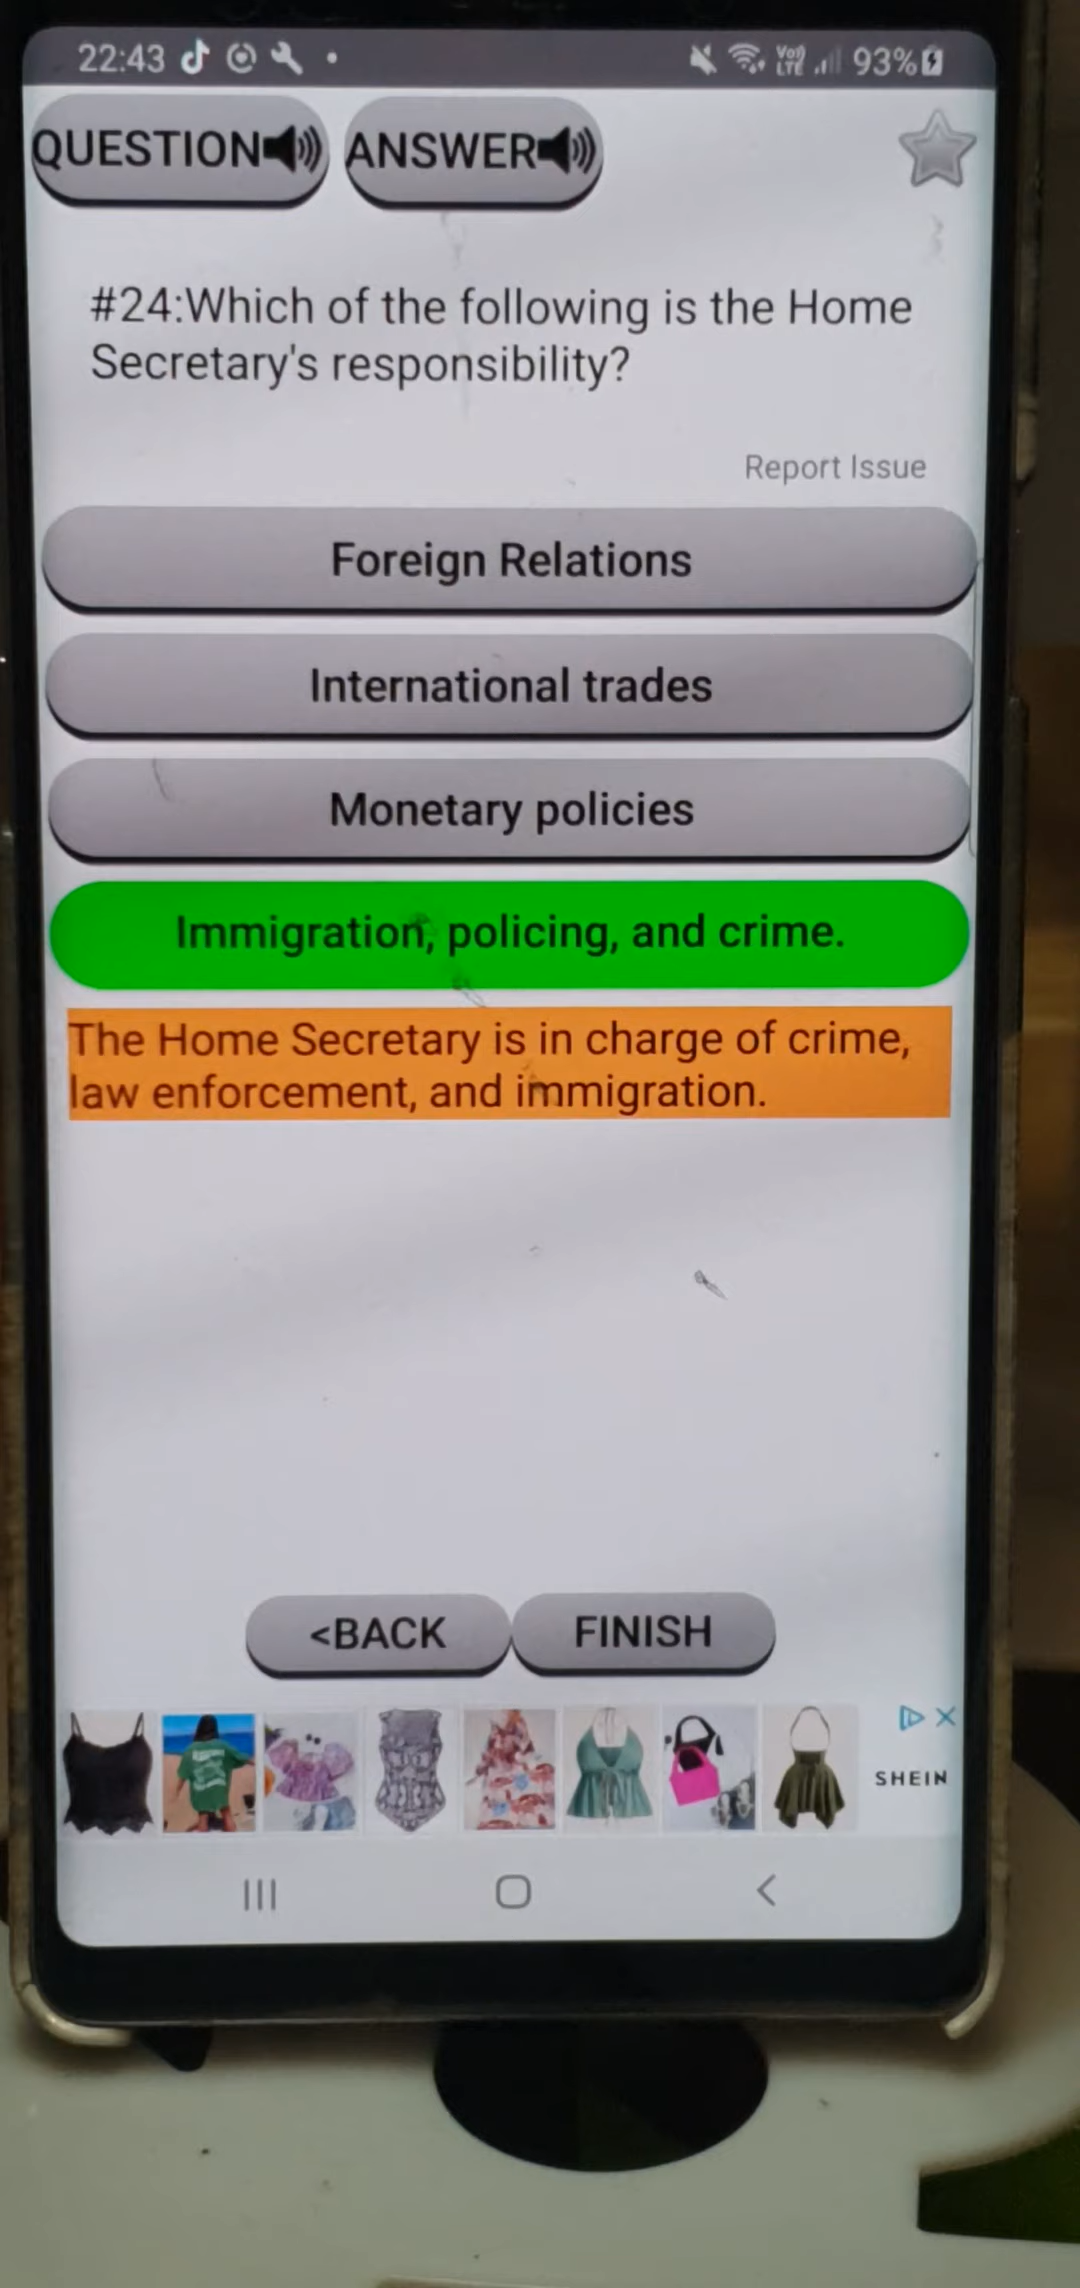 22:43
Vo))
LTE
93%
QUESTION
ANSWER
#24:Which of the following is the Home
Secretary's responsibility?
Report Issue
Foreign Relations
International trades
Monetary policies
Immigration, policing, and crime.
The Home Secretary is in charge of crime,
law enforcement, and immigration.
<BACK
FINISH
SHEIN